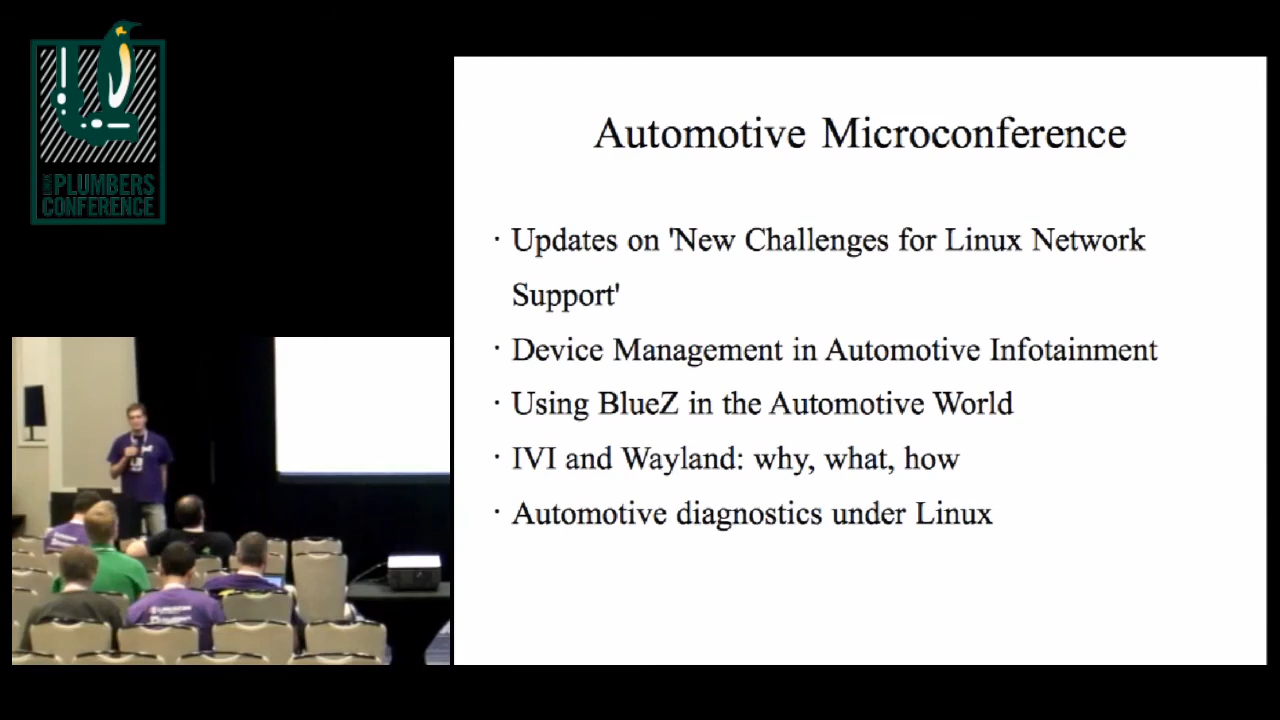 LINUX
PLUMBERS
CONFERENCE
Automotive Microconference
· Updates on 'New Challenges for Linux Network
Support'
· Device Management in Automotive Infotainment
· Using BlueZ in the Automotive World
· IVI and Wayland: why, what, how
· Automotive diagnostics under Linux